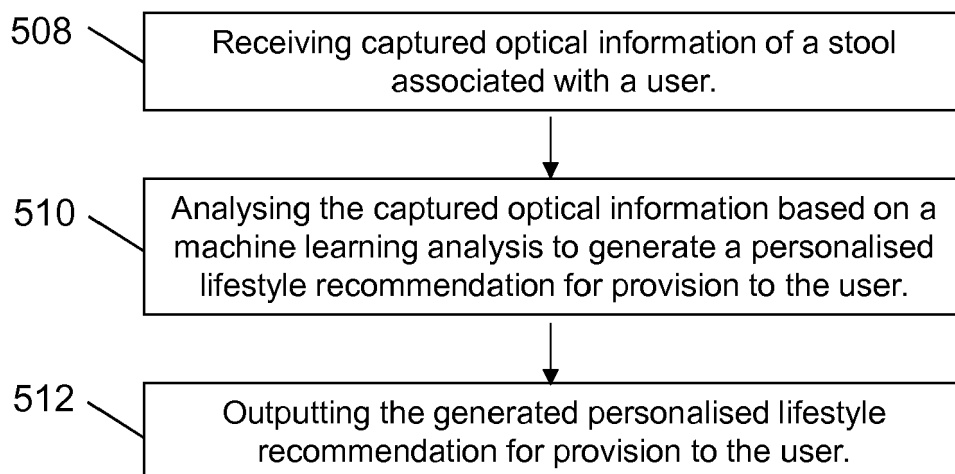 508
Receiving captured optical information of a stool
associated with a user.
510
Analysing the captured optical information based on a
machine learning analysis to generate a personalised
lifestyle recommendation for provision to the user.
512
Outputting the generated personalised lifestyle
recommendation for provision to the user.